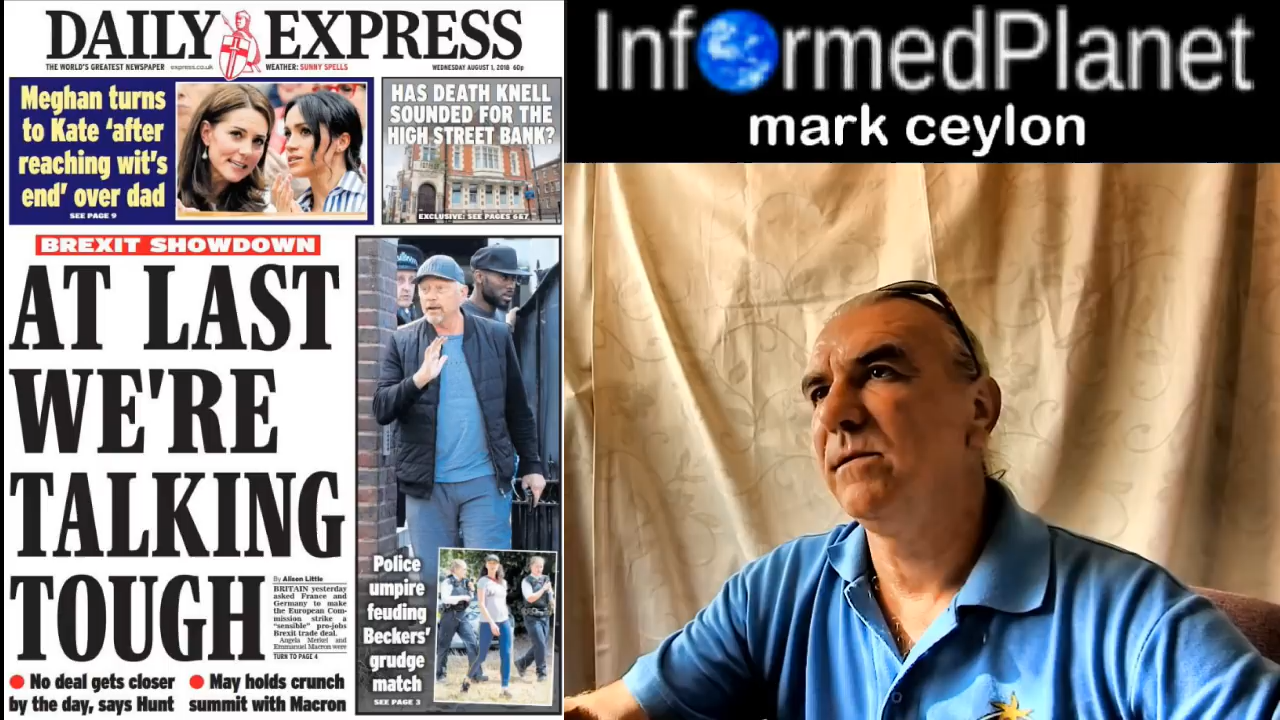 DAILY EXPRESS
THE WORLD'S GREATEST NEWSPAPER express.co.uk WEATHER: SUNNY SPELLS WEDNESDAY AUGUST 1, 2018 60p
Meghan turns
to Kate 'after
reaching wit's
end' over dad
SEE PAGE 9
HAS DEATH KNELL
SOUNDED FOR THE
HIGH STREET BANK?
EXCLUSIVE: SEE PAGES 6&7
BREXIT SHOWDOWN
AT LAST
WE'RE
TALKING
TOUGH
By Alison Little
BRITAIN yesterday
asked France and
Germany to make
the European Com-
mission strike a
"sensible" pro-jobs
Brexit trade deal.
Angela Merkel and
Emmanuel Macron were
TURN TO PAGE 4
No deal gets closer
by the day, says Hunt
May holds crunch
summit with Macron
Police
umpire
feuding
Beckers'
grudge
match
SEE PAGE 3
InformedPlanet
mark ceylon